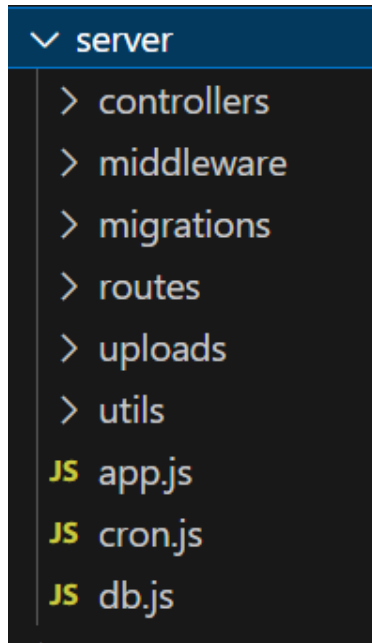 server
controllers
middleware
migrations
routes
uploads
utils
JS app.js
JS cron.js
JS db.js